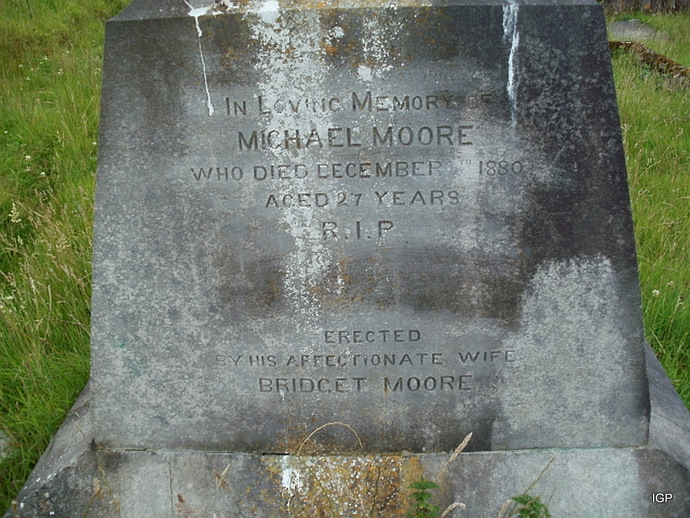 IN LOVING MEMORY OF
MICHAEL MOORE
WHO DIED DECEMBER TH 1880
AGED 27 YEARS
R.I.P
ERECTED
BY HIS AFFECTIONATE WIFE
BRIDGET MOORE
IGP